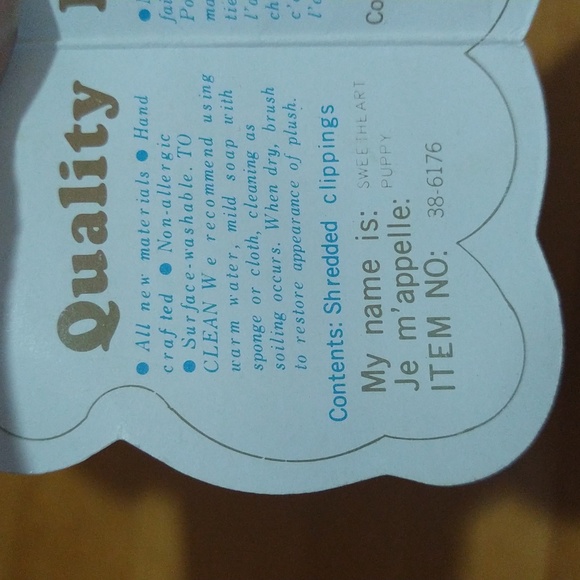 Quality
● All new materials ● Hand
crafted ● Non-allergic
● Surface-washable. TO
CLEAN We recommend using
warm water, mild soap with
sponge or cloth, cleaning as
soiling occurs. When dry, brush
to restore appearance of plush.
Contents: Shredded clippings
My name is: SWEETHEART
Je m'appelle: PUPPY
ITEM NO: 38-6176